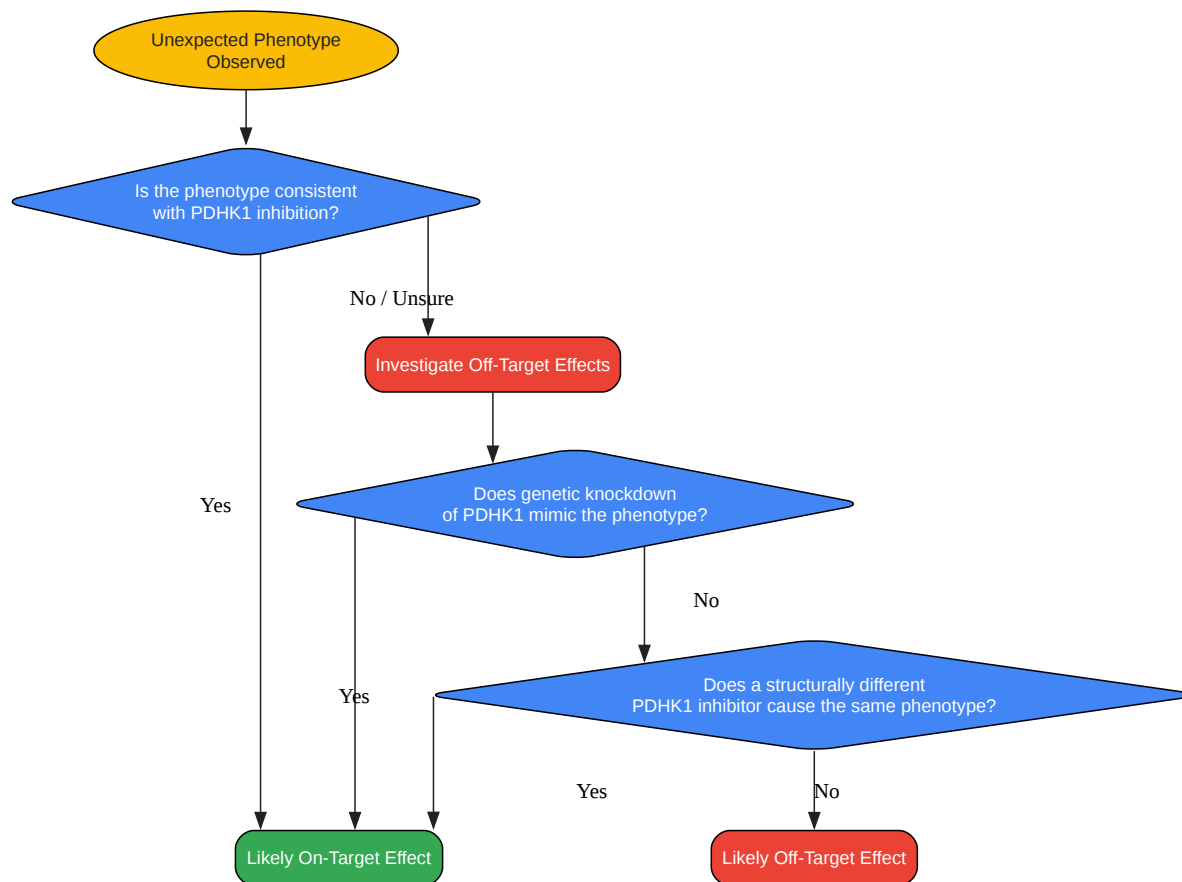 Unexpected Phenotype
Observed
Is the phenotype consistent
with PDHK1 inhibition?
No / Unsure
Investigate Off-Target Effects
Does genetic knockdown
of PDHK1 mimic the phenotype?
Yes
No
Does a structurally different
PDHK1 inhibitor cause the same phenotype?
Yes
Yes
No
Likely On-Target Effect
Likely Off-Target Effect